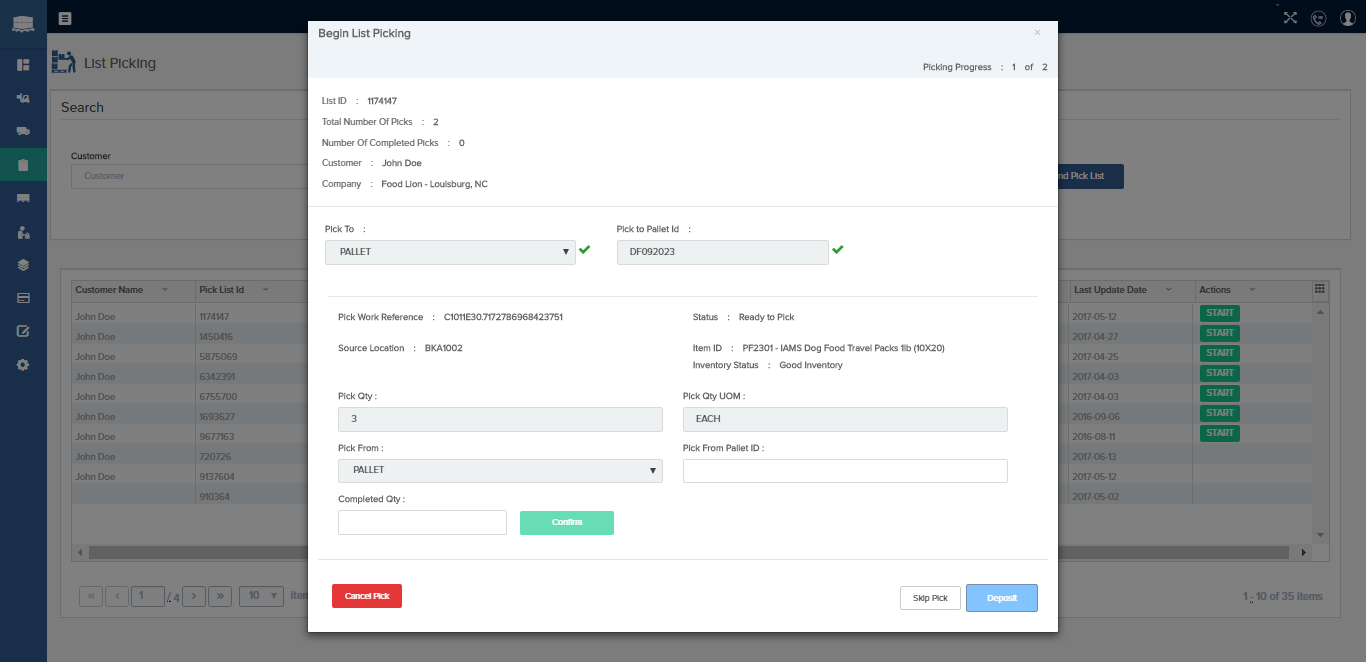 Begin List Picking
×
List Picking
Picking Progress : 1 of 2
Search
List ID : 1174147
Total Number Of Picks : 2
Number Of Completed Picks : 0
Customer
Customer : John Doe
Customer
nd Pick List
Company : Food Lion - Louisburg, NC
Pick To :
Pick to Pallet Id :
PALLET
DF092023
Customer Name
Pick List Id
Last Update Date
Actions
John Doe 1174147 2017-05-12 START
John Doe 1450416 2017-04-27 START
John Doe 5875069 2017-04-25 START
John Doe 6342391 2017-04-03 START
John Doe 6755700 2017-04-03 START
John Doe 1693627 2016-09-06 START
John Doe 9677163 2016-08-11 START
John Doe 720726 2017-06-13
John Doe 9137604 2017-05-12
910364 2017-05-02
Pick Work Reference : C1011E30.7172786968423751
Status : Ready to Pick
Source Location : BKA1002
Item ID : PF2301 - IAMS Dog Food Travel Packs 1lb (10X20)
Inventory Status : Good Inventory
Pick Qty :
Pick Qty UOM :
3
EACH
Pick From :
Pick From Pallet ID :
PALLET
Completed Qty :
Confirm
Cancel Pick
Skip Pick
Deposit
« < 1 / 4 > » 10 item
1 - 10 of 35 items